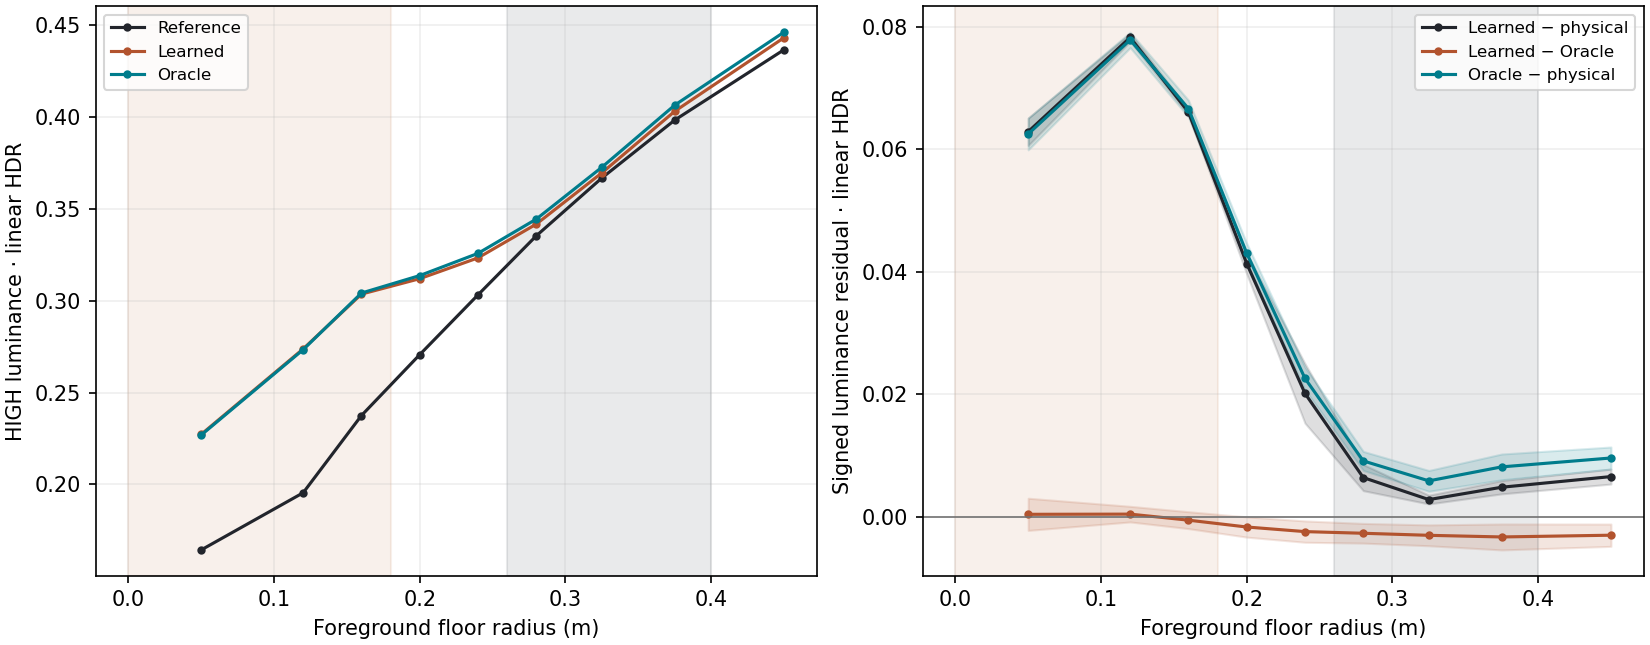 HIGH luminance · linear HDR
0.45
0.40
0.35
0.30
0.25
0.20
Reference
Learned
Oracle
0.0 0.1 0.2 0.3 0.4
Foreground floor radius (m)
Signed luminance residual · linear HDR
0.08
0.06
0.04
0.02
0.00
Learned − physical
Learned − Oracle
Oracle − physical
0.0 0.1 0.2 0.3 0.4
Foreground floor radius (m)